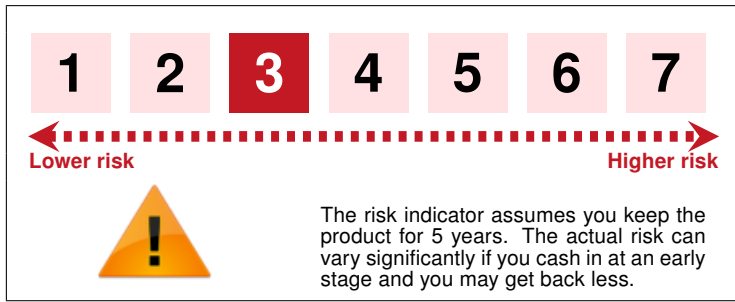 1 2 3 4 5 6 7
Lower risk Higher risk
The risk indicator assumes you keep the
product for 5 years. The actual risk can
vary significantly if you cash in at an early
stage and you may get back less.